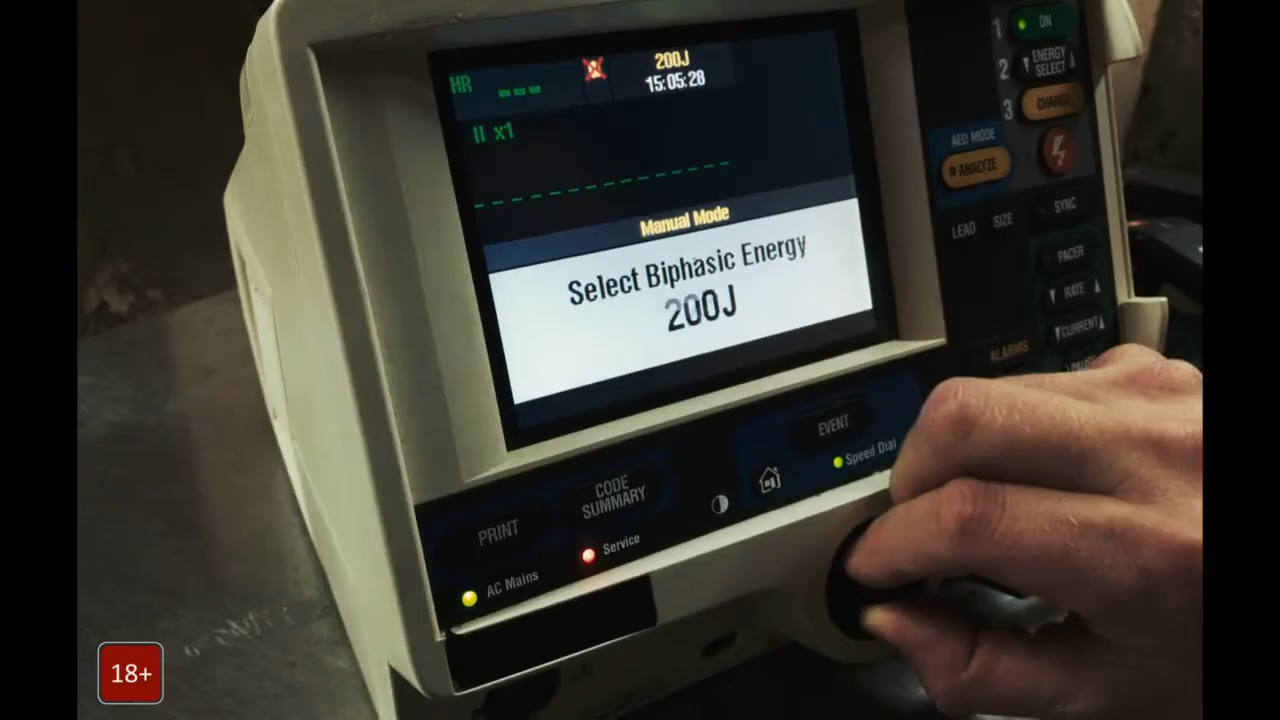 HR ---
200J
15:05:28
II x1
Manual Mode
Select Biphasic Energy
200J
1 ON
2 ENERGY
SELECT
3 CHARGE
AED MODE
ANALYZE
LEAD SIZE SYNC
PACER
RATE
CURRENT
PAUSE
ALARMS
EVENT
Speed Dial
CODE
SUMMARY
PRINT
Service
AC Mains
18+